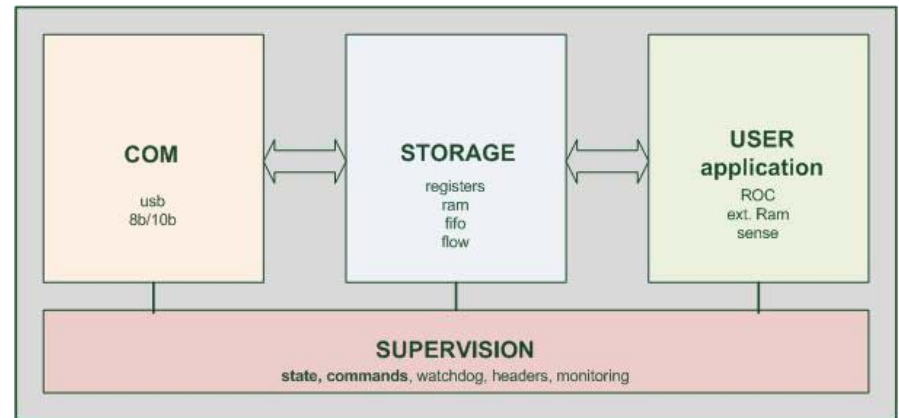 COM
usb
8b/10b
STORAGE
registers
ram
fifo
flow
USER
application
ROC
ext. Ram
sense
SUPERVISION
state, commands, watchdog, headers, monitoring